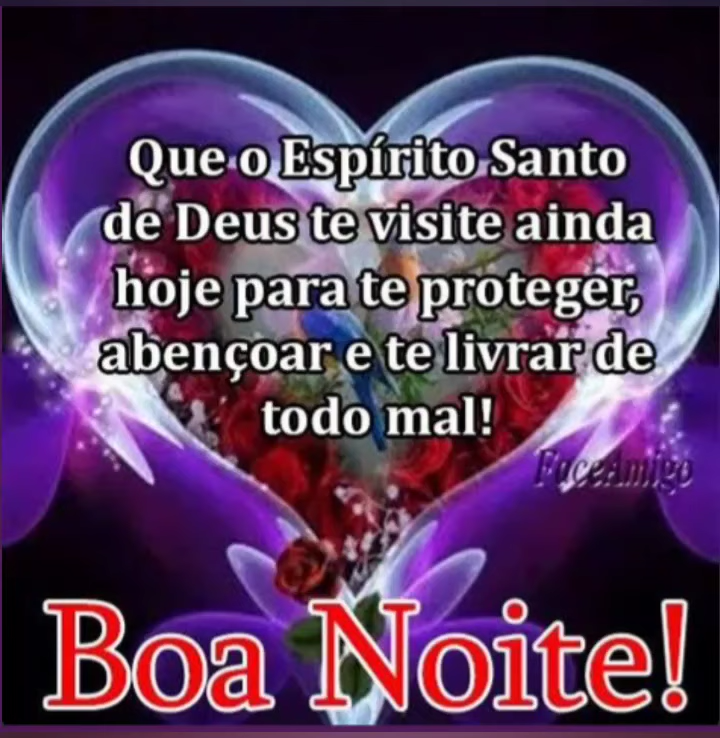 Que o Espírito Santo
de Deus te visite ainda
hoje para te proteger,
abençoar e te livrar de
todo mal!
FaceAmigo
Boa Noite!